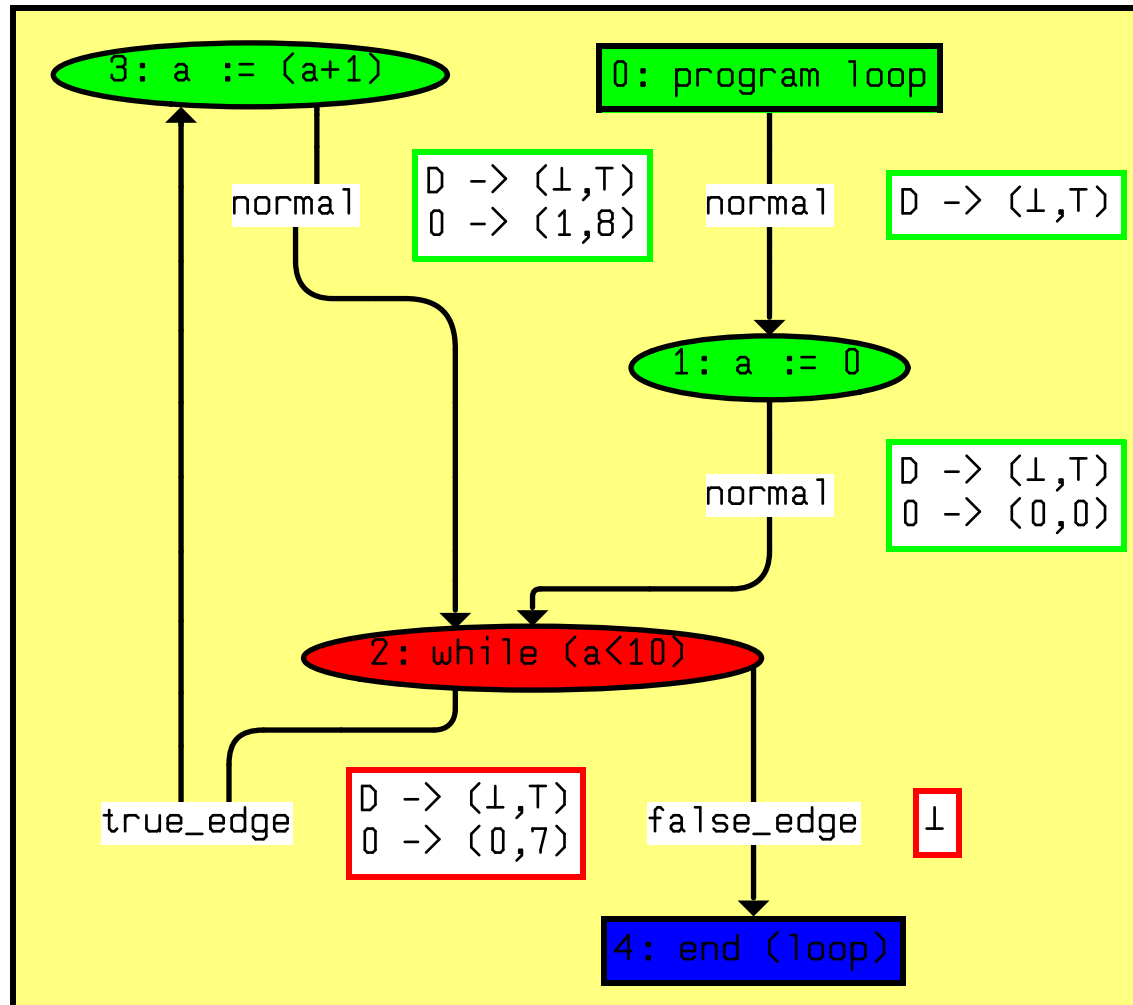 3: a := (a+1)
0: program loop
normal
D -> (⊥,T)
0 -> (1,8)
normal
D -> (⊥,T)
1: a := 0
normal
D -> (⊥,T)
0 -> (0,0)
2: while (a<10)
true_edge
D -> (⊥,T)
0 -> (0,7)
false_edge
⊥
4: end (loop)